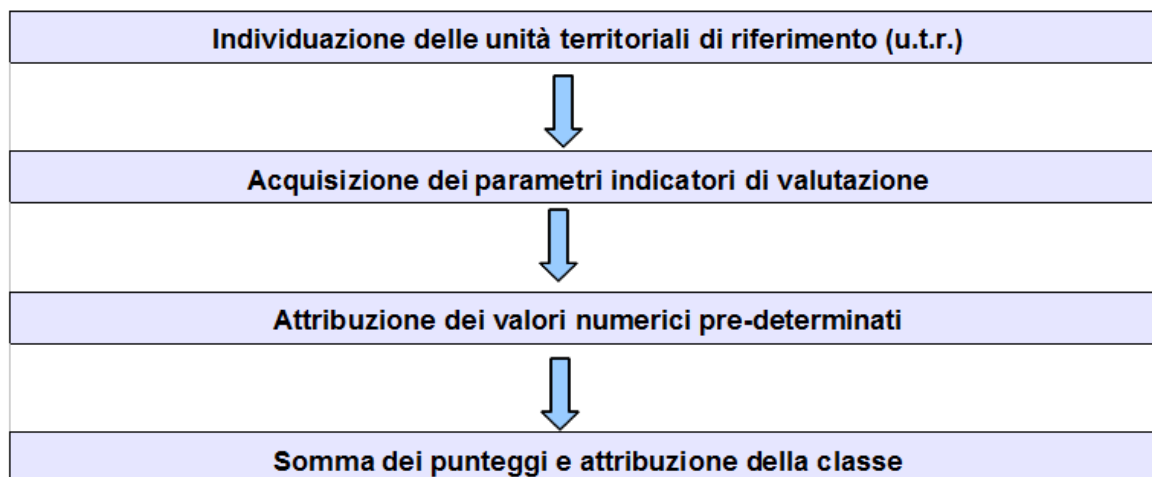 Individuazione delle unità territoriali di riferimento (u.t.r.)
Acquisizione dei parametri indicatori di valutazione
Attribuzione dei valori numerici pre-determinati
Somma dei punteggi e attribuzione della classe